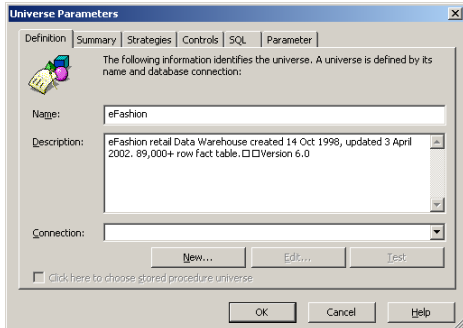 Universe Parameters
Definition Summary Strategies Controls SQL Parameter
The following information identifies the universe. A universe is defined by its
name and database connection:
Name: eFashion
Description: eFashion retail Data Warehouse created 14 Oct 1998, updated 3 April
2002. 89,000+ row fact table.□□Version 6.0
Connection:
New... Edit... Test
Click here to choose stored procedure universe
OK Cancel Help